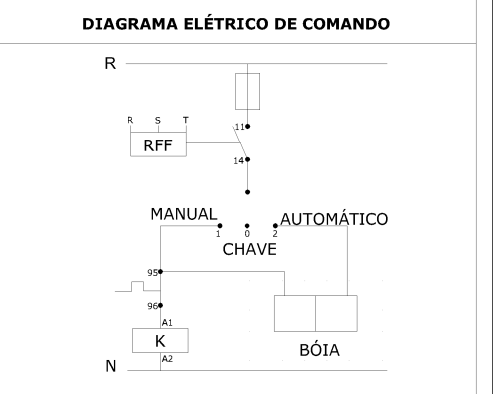 DIAGRAMA ELÉTRICO DE COMANDO
R
R S T
11
RFF
14
MANUAL
AUTOMÁTICO
1 0 2
CHAVE
95
96
A1
K
BÓIA
A2
N